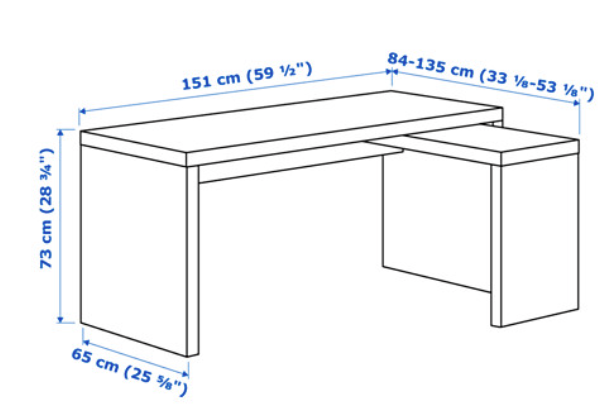 151 cm (59 ½")
84-135 cm (33 ⅛-53 ⅛")
73 cm (28 ¾")
65 cm (25 ⅝")